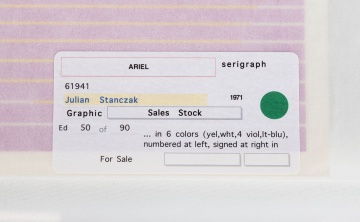 ARIEL serigraph
61941
Julian Stanczak 1971
Graphic Sales Stock
Ed 50 of 90
... in 6 colors (yel,wht,4 viol,lt-blu),
numbered at left, signed at right in
For Sale